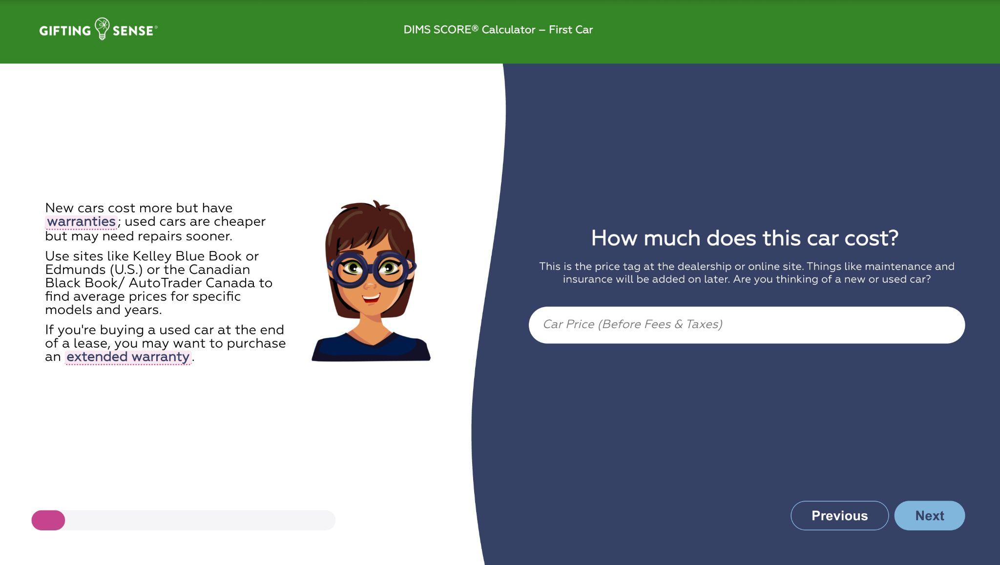 GIFTING SENSE®
DIMS SCORE® Calculator – First Car
New cars cost more but have
warranties; used cars are cheaper
but may need repairs sooner.
Use sites like Kelley Blue Book or
Edmunds (U.S.) or the Canadian
Black Book/ AutoTrader Canada to
find average prices for specific
models and years.
If you're buying a used car at the end
of a lease, you may want to purchase
an extended warranty.
How much does this car cost?
This is the price tag at the dealership or online site. Things like maintenance and
insurance will be added on later. Are you thinking of a new or used car?
Car Price (Before Fees & Taxes)
Previous
Next